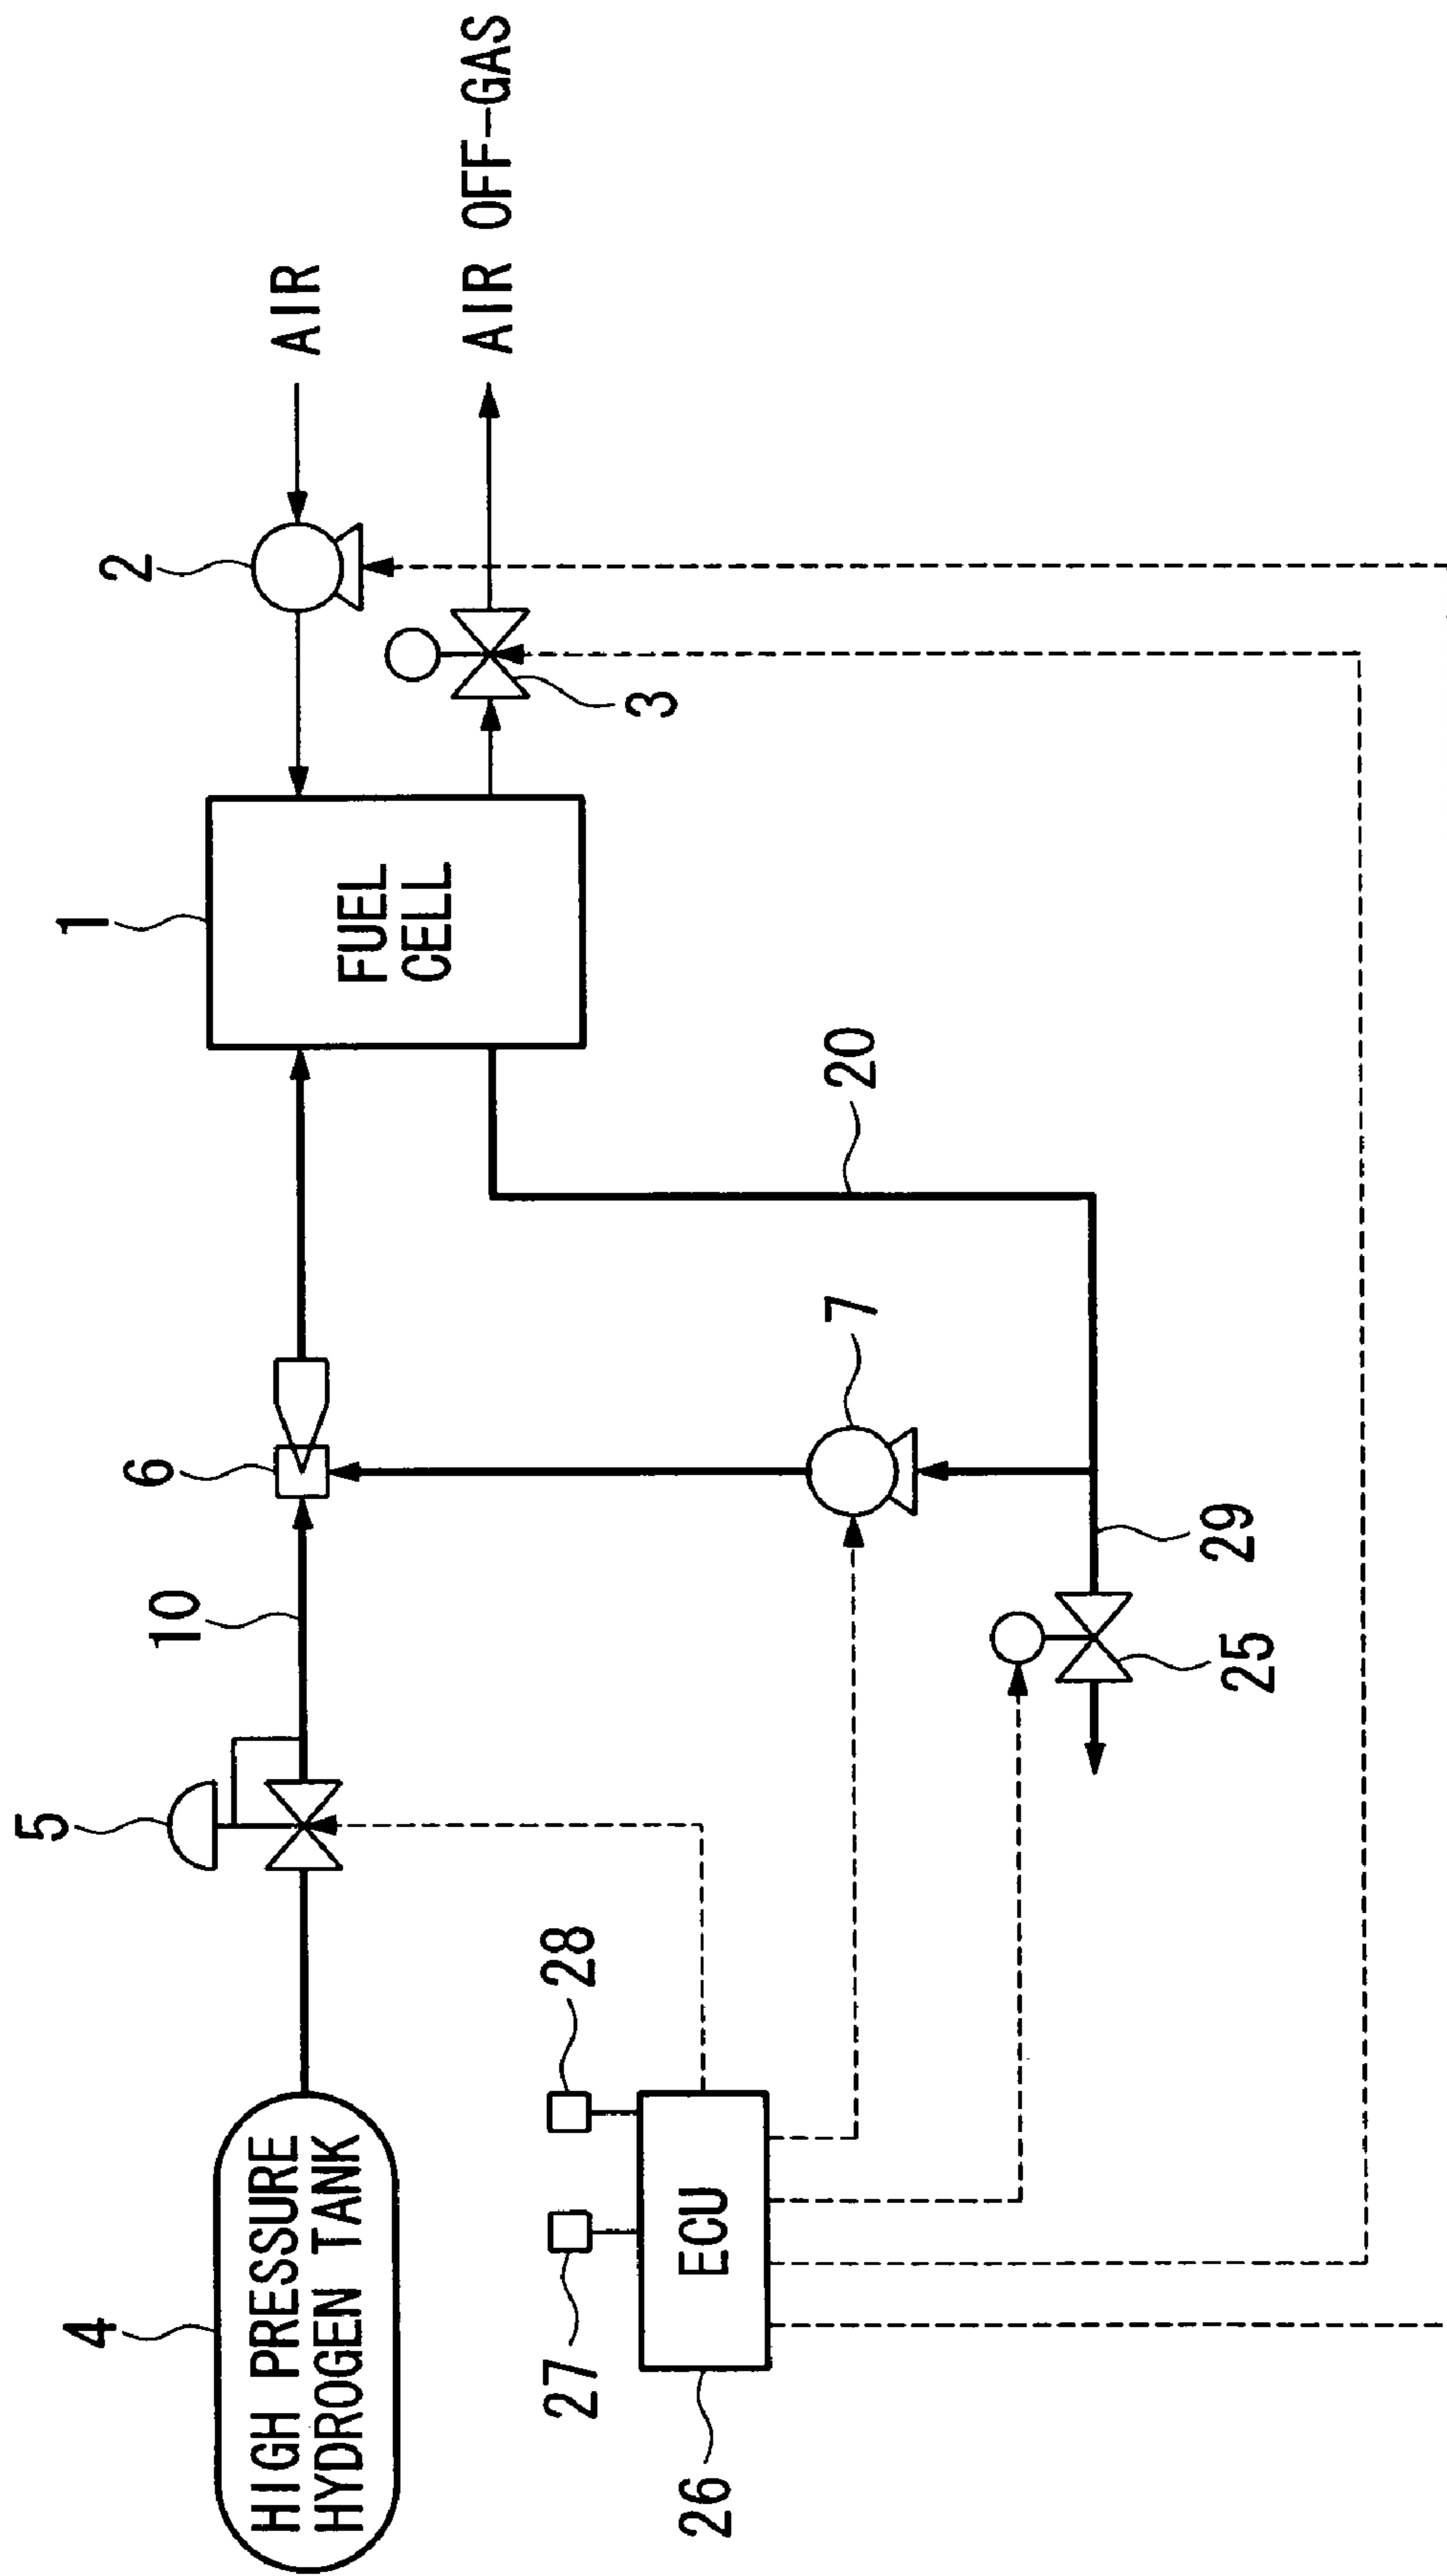 4
HIGH PRESSURE
HYDROGEN TANK
5
10
6
1
FUEL
CELL
2
AIR
3
AIR OFF-GAS
26
ECU
27
28
7
20
25
29